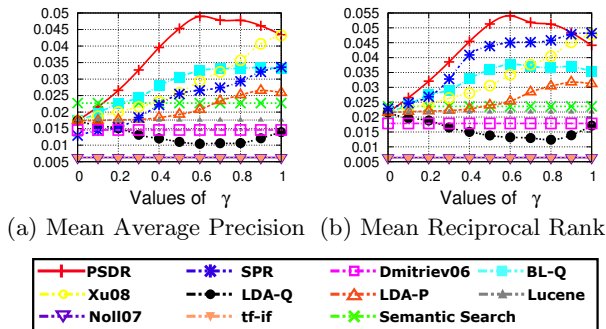 0.05
0.045
0.04
0.035
0.03
0.025
0.02
0.015
0.01
0.005
0 0.2 0.4 0.6 0.8 1
Values of γ
(a) Mean Average Precision
0.055
0.05
0.045
0.04
0.035
0.03
0.025
0.02
0.015
0.01
0.005
0 0.2 0.4 0.6 0.8 1
Values of γ
(b) Mean Reciprocal Rank
PSDR SPR Dmitriev06 BL-Q
Xu08 LDA-Q LDA-P Lucene
Noll07 tf-if Semantic Search